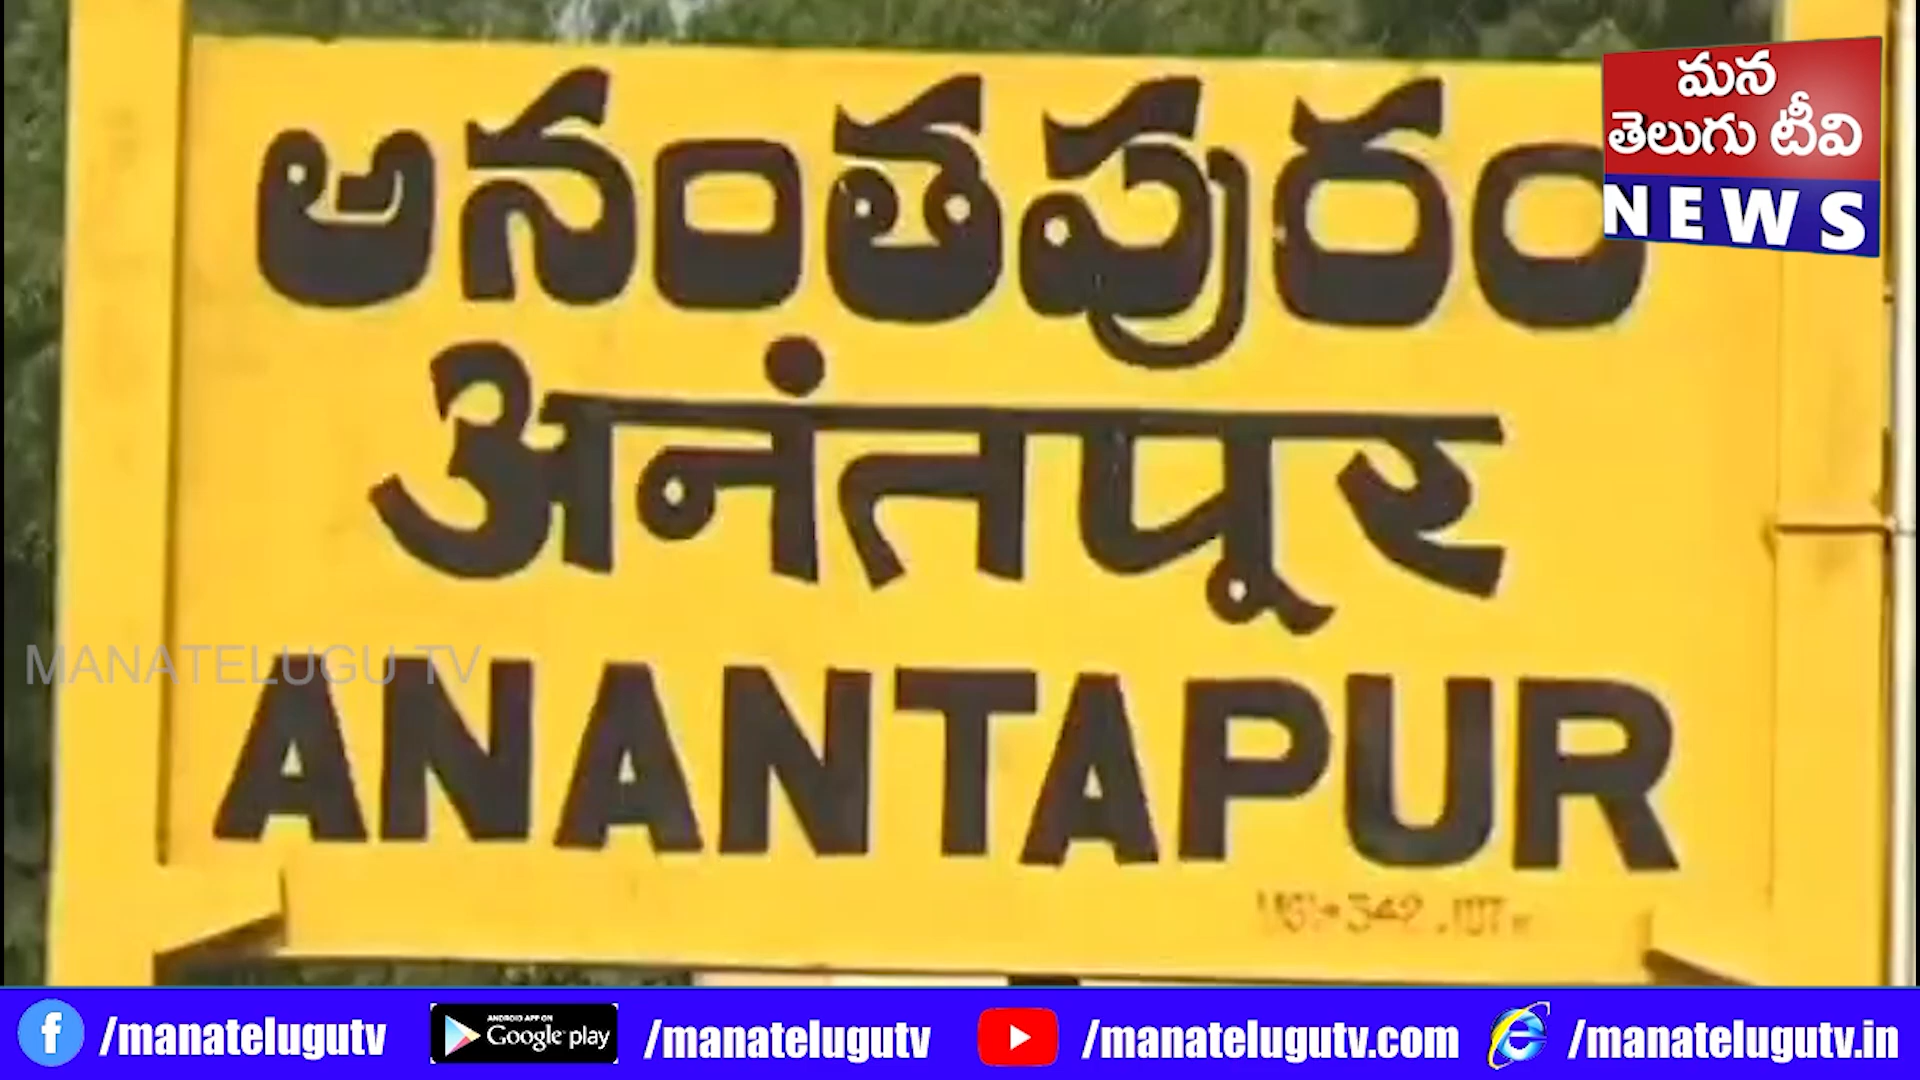 మన
తెలుగు టీవి
NEWS
అనంతపురం
अनंतपूर
ANANTAPUR
MANATELUGU TV
/manatelugutv
ANDROID APP ON
Google play
/manatelugutv
/manatelugutv.com
/manatelugutv.in